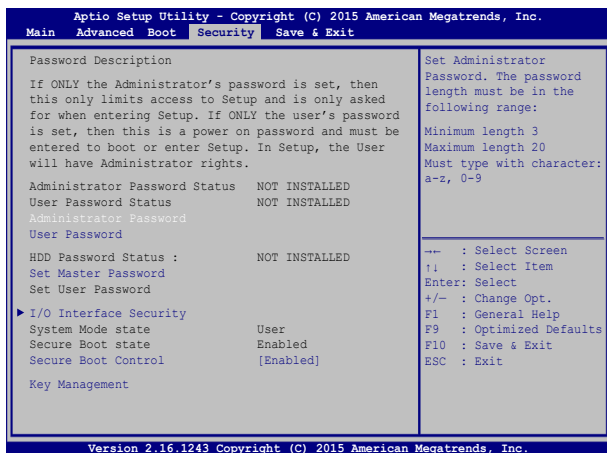 Aptio Setup Utility - Copyright (C) 2015 American Megatrends, Inc.
Main Advanced Boot Security Save & Exit
Password Description
If ONLY the Administrator's password is set, then
this only limits access to Setup and is only asked
for when entering Setup. If ONLY the user's password
is set, then this is a power on password and must be
entered to boot or enter Setup. In Setup, the User
will have Administrator rights.
Administrator Password Status NOT INSTALLED
User Password Status NOT INSTALLED
Administrator Password
User Password
HDD Password Status : NOT INSTALLED
Set Master Password
Set User Password
I/O Interface Security
System Mode state User
Secure Boot state Enabled
Secure Boot Control [Enabled]
Key Management
Set Administrator
Password. The password
length must be in the
following range:
Minimum length 3
Maximum length 20
Must type with character:
a-z, 0-9
→← : Select Screen
↑↓ : Select Item
Enter: Select
+/— : Change Opt.
F1 : General Help
F9 : Optimized Defaults
F10 : Save & Exit
ESC : Exit
Version 2.16.1243 Copyright (C) 2015 American Megatrends, Inc.